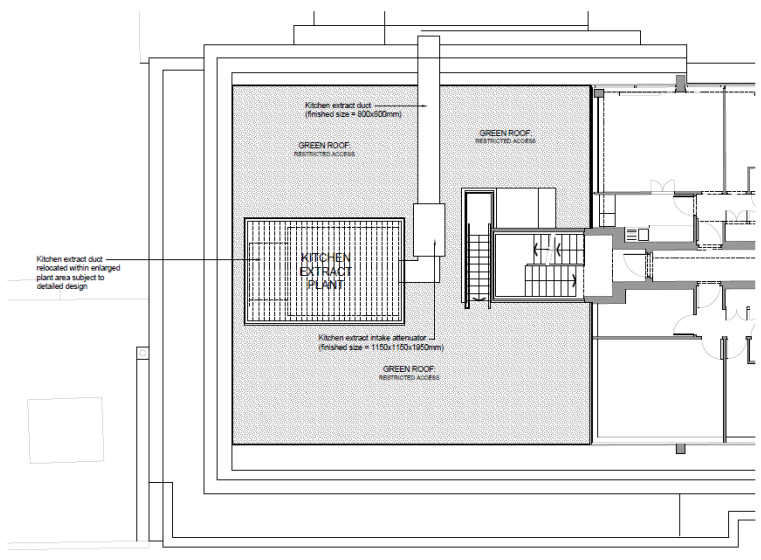 Kitchen extract duct
(finished size = 800x800mm)
GREEN ROOF:
RESTRICTED ACCESS
GREEN ROOF:
RESTRICTED ACCESS
KITCHEN
EXTRACT
PLANT
Kitchen extract duct
relocated within enlarged
plant area subject to
detailed design
Kitchen extract intake attenuator
(finished size = 1150x1150x1950mm)
GREEN ROOF:
RESTRICTED ACCESS